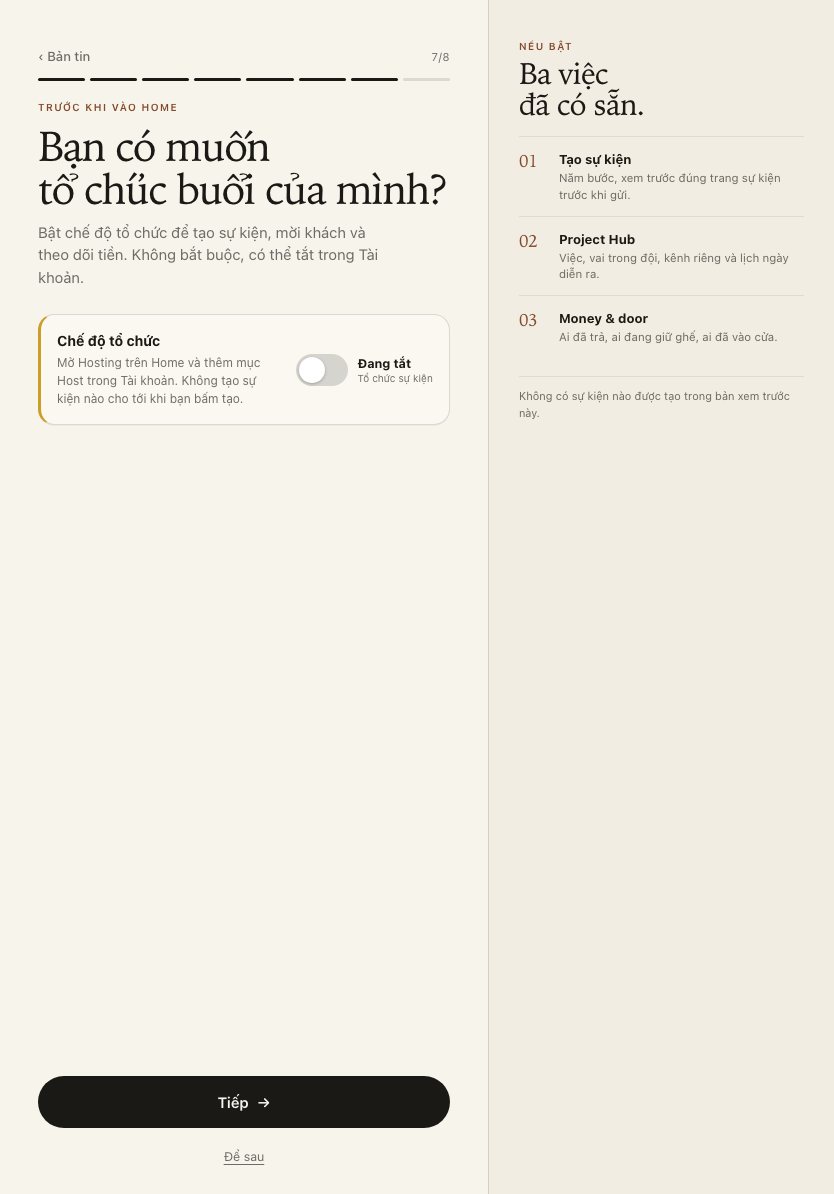 ‹ Bản tin
7/8
TRƯỚC KHI VÀO HOME
Bạn có muốn
tổ chức buổi của mình?
Bật chế độ tổ chức để tạo sự kiện, mời khách và
theo dõi tiền. Không bắt buộc, có thể tắt trong Tài
khoản.
Chế độ tổ chức
Mở Hosting trên Home và thêm mục
Host trong Tài khoản. Không tạo sự
kiện nào cho tới khi bạn bấm tạo.
Đang tắt
Tổ chức sự kiện
Tiếp →
Để sau
NẾU BẬT
Ba việc
đã có sẵn.
01
Tạo sự kiện
Năm bước, xem trước đúng trang sự kiện
trước khi gửi.
02
Project Hub
Việc, vai trong đội, kênh riêng và lịch ngày
diễn ra.
03
Money & door
Ai đã trả, ai đang giữ ghế, ai đã vào cửa.
Không có sự kiện nào được tạo trong bản xem trước
này.